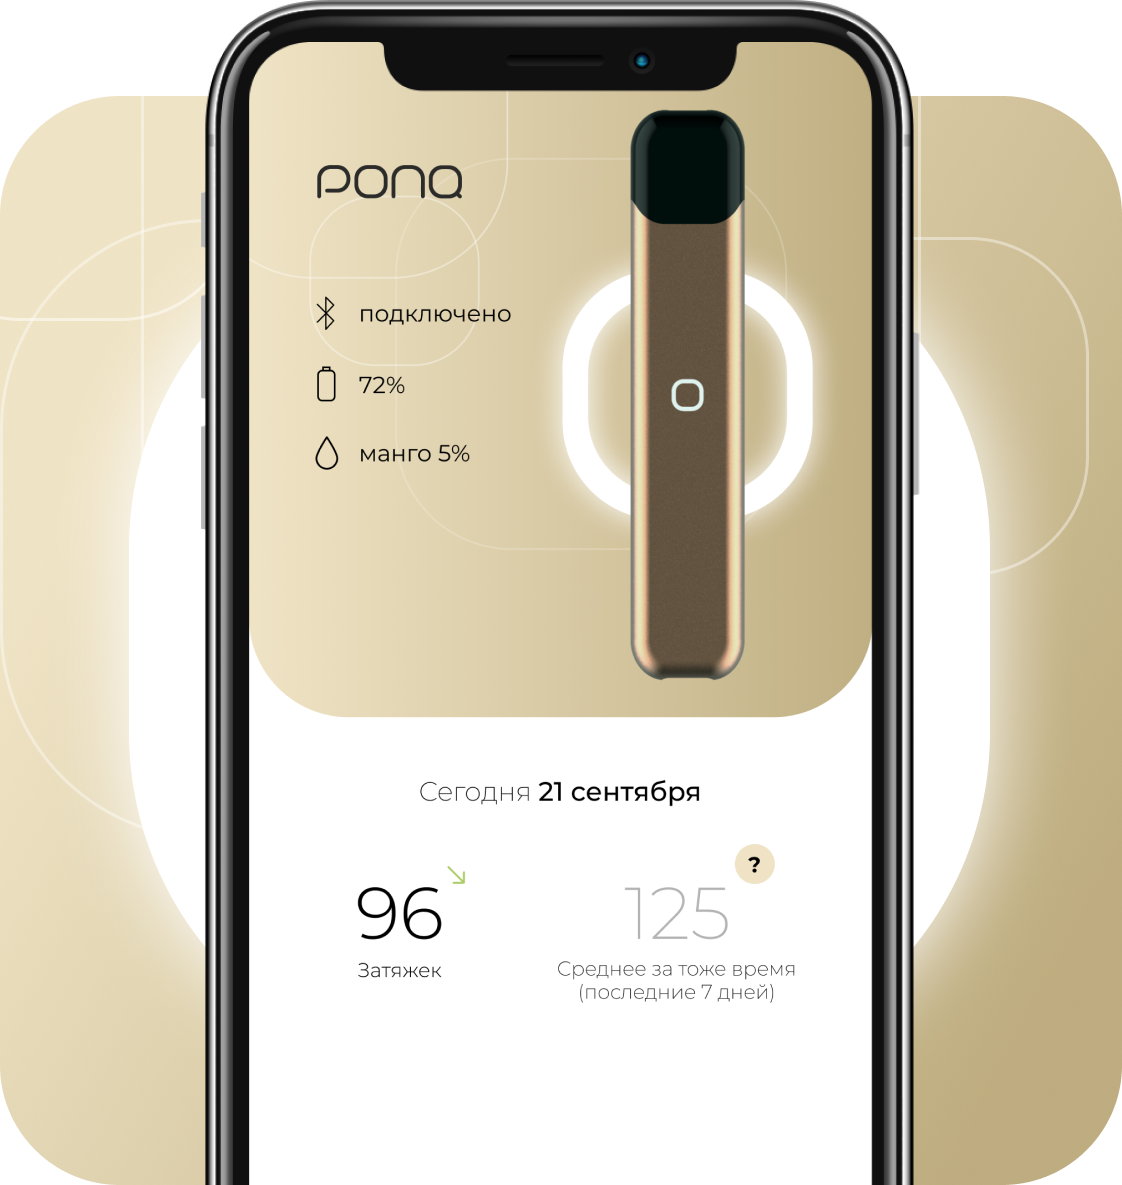 PONQ
подключено
72%
манго 5%
Сегодня 21 сентября
?
96
125
Затяжек
Среднее за тоже время
(последние 7 дней)